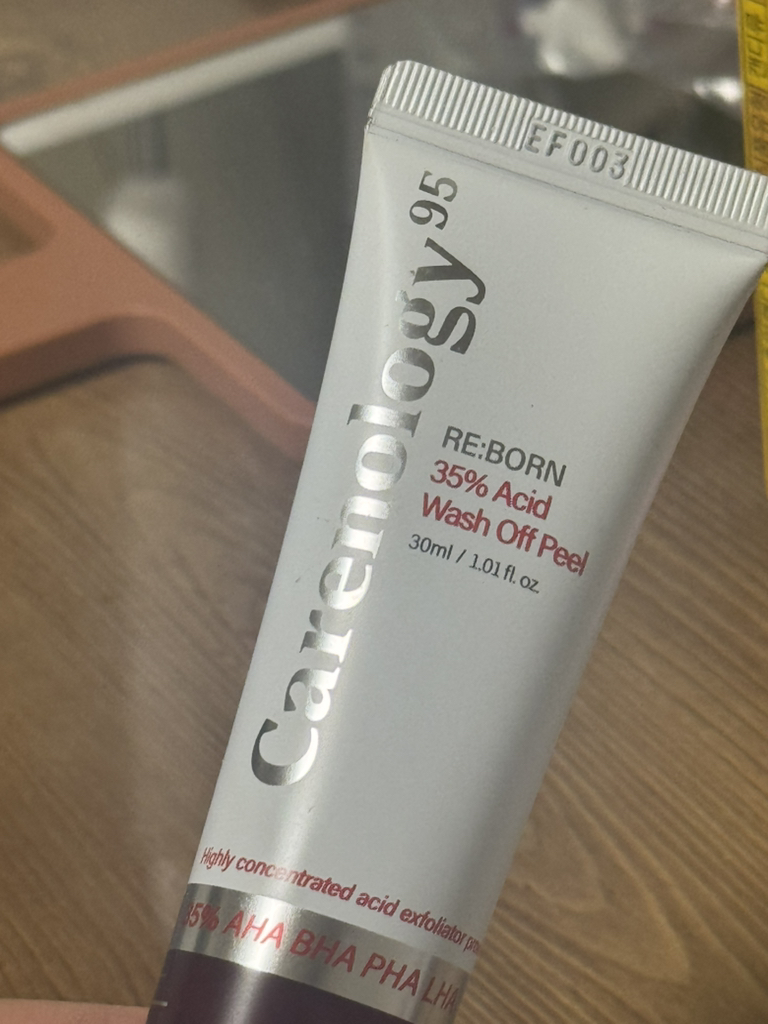 EF003
Carenology95
RE:BORN
35% Acid
Wash Off Peel
30ml / 1.01 fl. oz.
Highly concentrated acid exfoliator
35% AHA BHA PHA LHA